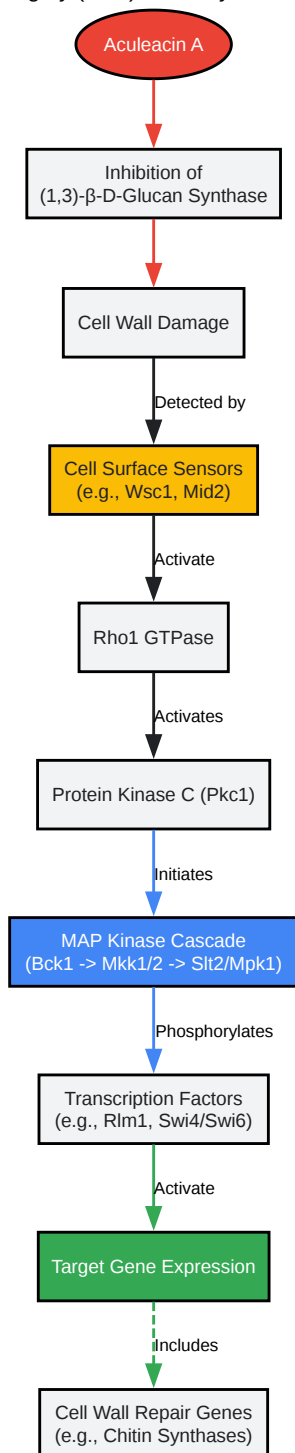 Aculeacin A
Inhibition of
(1,3)-β-D-Glucan Synthase
Cell Wall Damage
Detected by
Cell Surface Sensors
(e.g., Wsc1, Mid2)
Activate
Rho1 GTPase
Activates
Protein Kinase C (Pkc1)
Initiates
MAP Kinase Cascade
(Bck1 -> Mkk1/2 -> Slt2/Mpk1)
Phosphorylates
Transcription Factors
(e.g., Rlm1, Swi4/Swi6)
Activate
Target Gene Expression
Includes
Cell Wall Repair Genes
(e.g., Chitin Synthases)